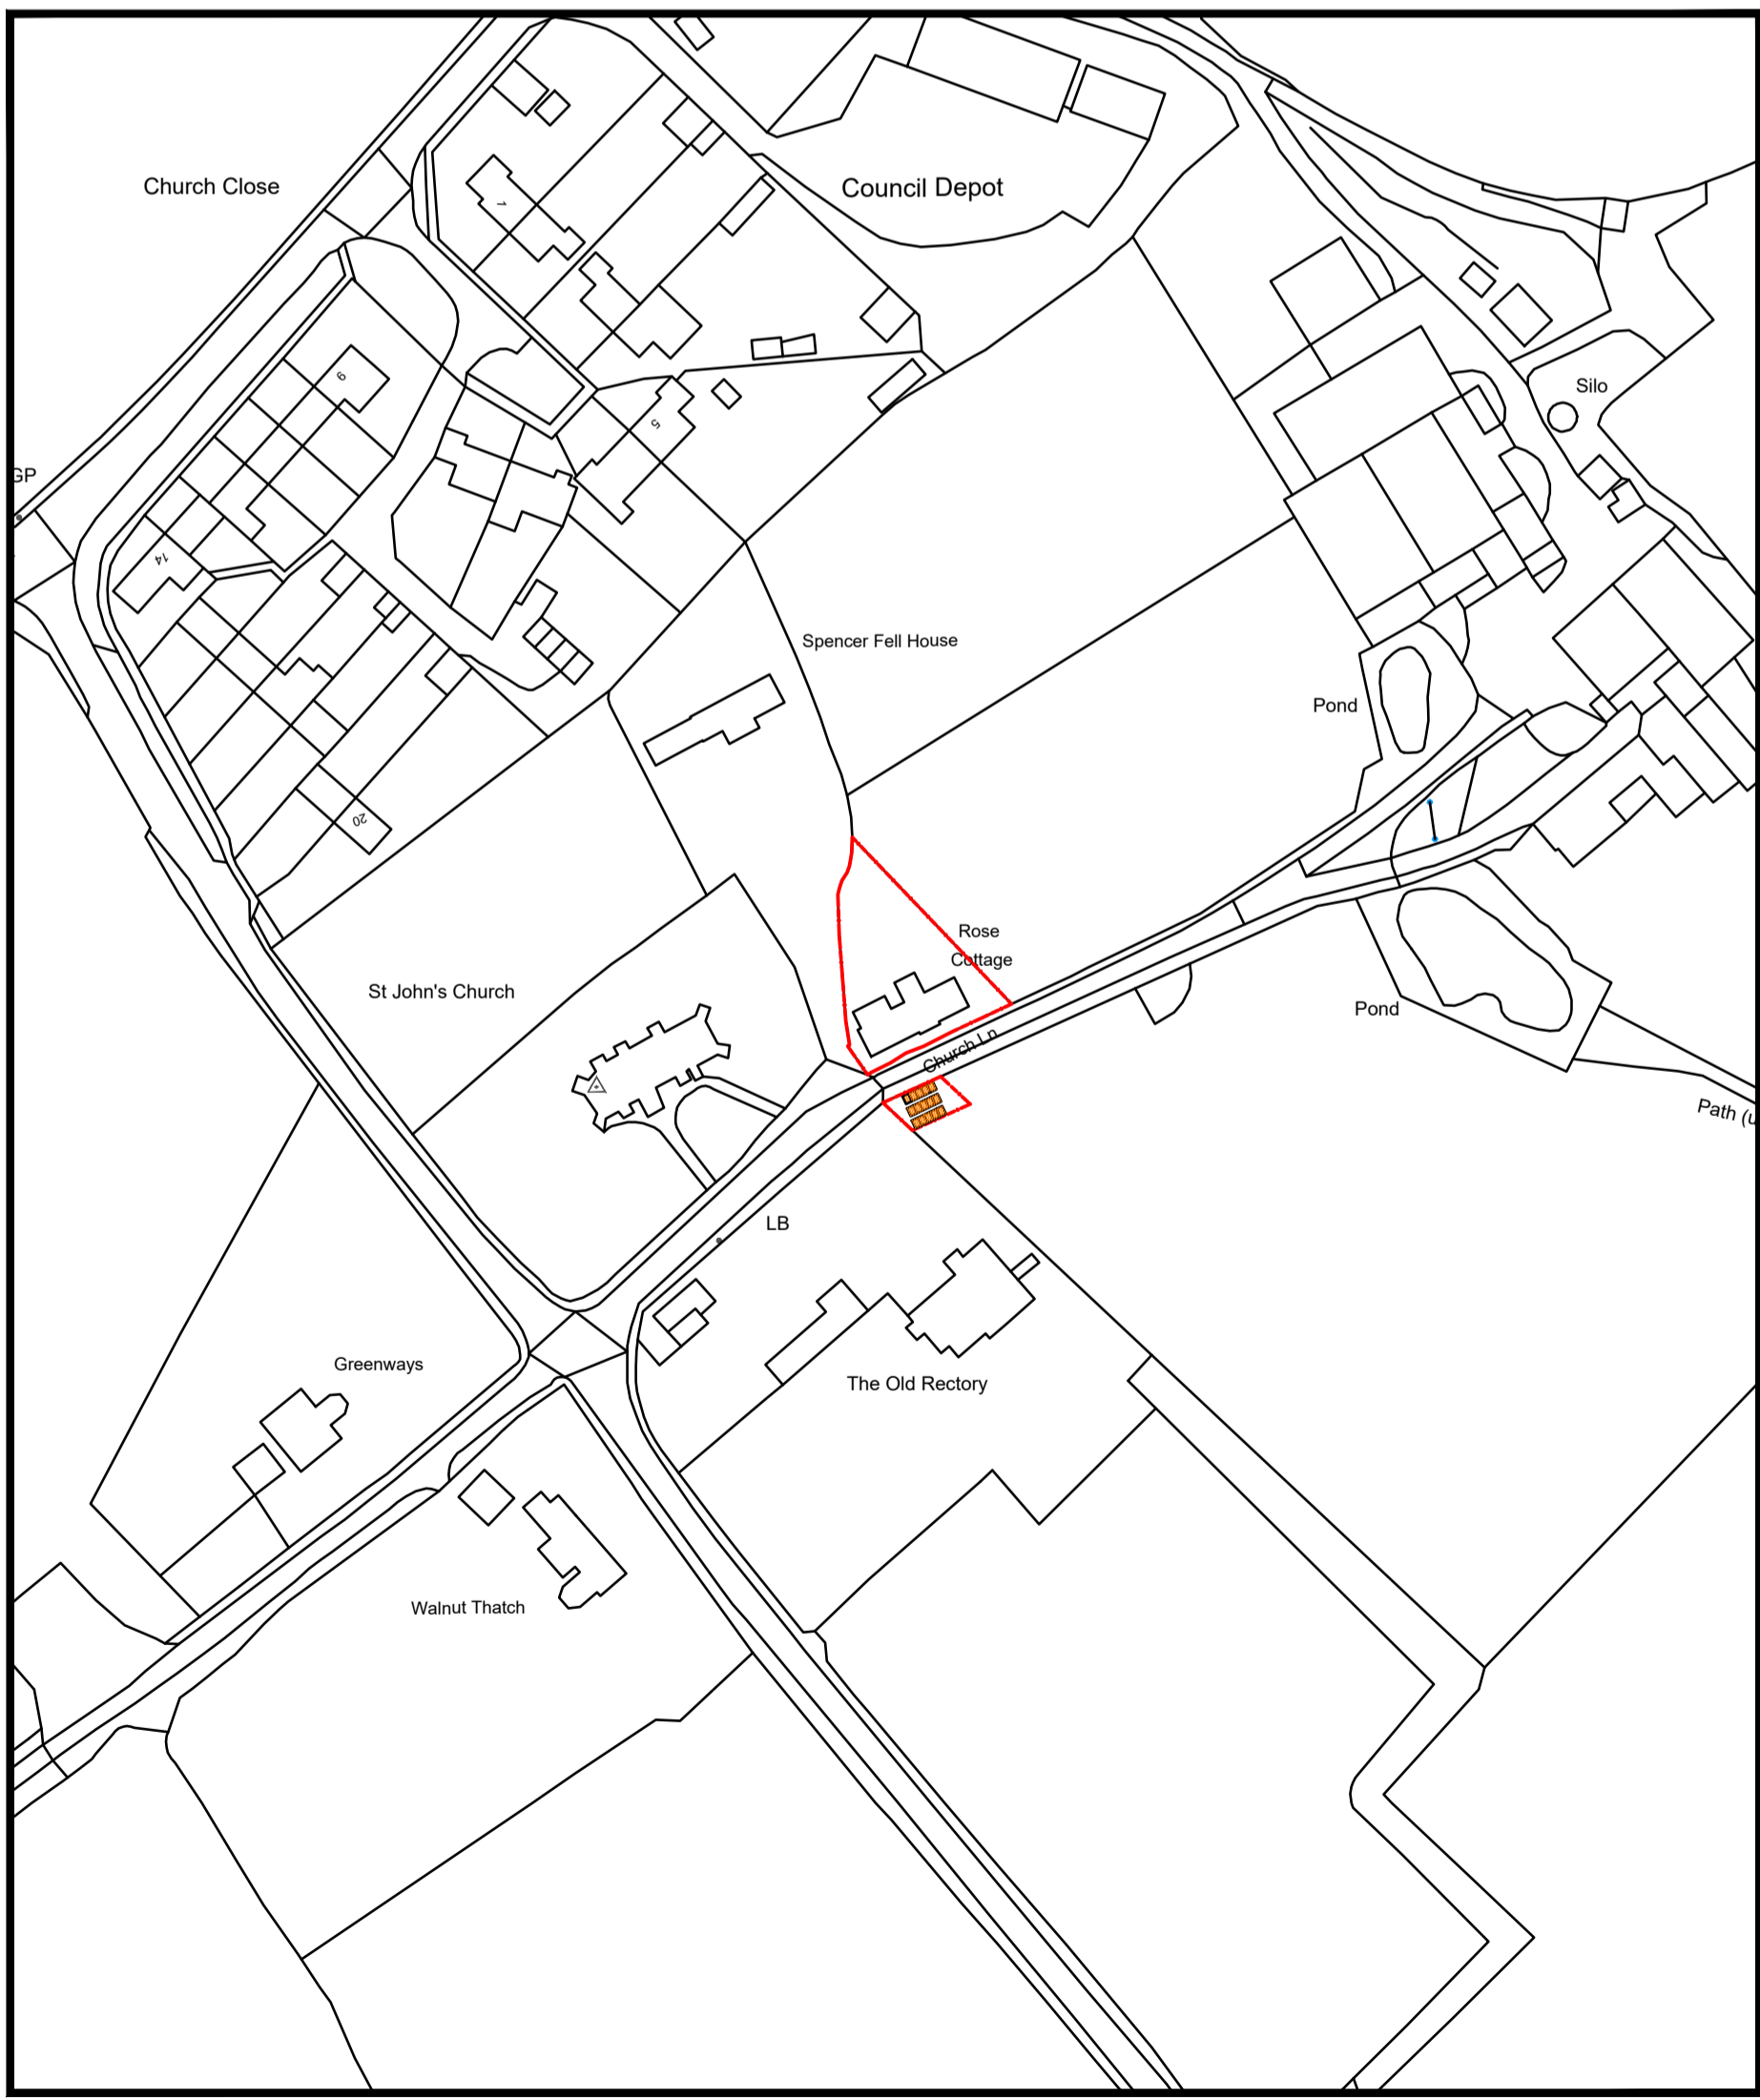 Church Close
Council Depot
1
9
5
Silo
GP
14
Spencer Fell House
Pond
20
Rose
Cottage
St John's Church
Pond
Church Ln
Path (u
LB
Greenways
The Old Rectory
Walnut Thatch